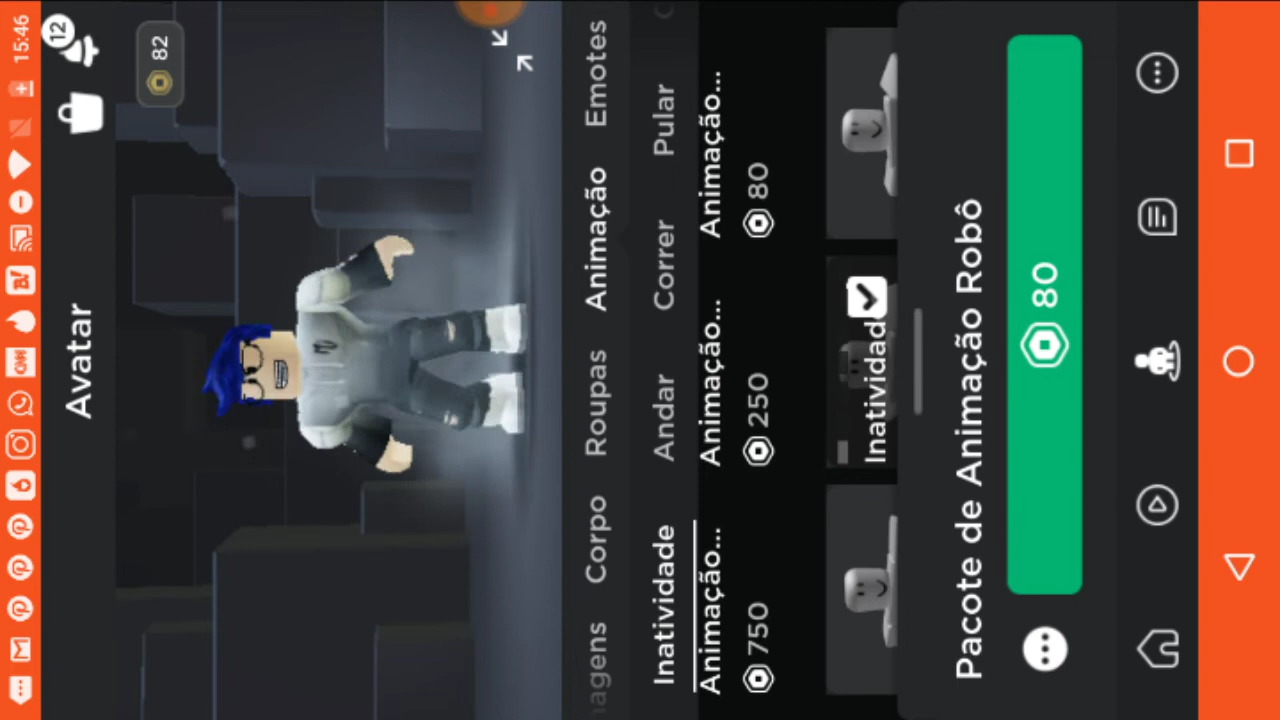 15:46
12
Avatar
82
agens Corpo Roupas Animação Emotes
Inatividade Andar Correr Pular
Animação... Animação... Animação...
750 250 80
Inatividad
Pacote de Animação Robô
80